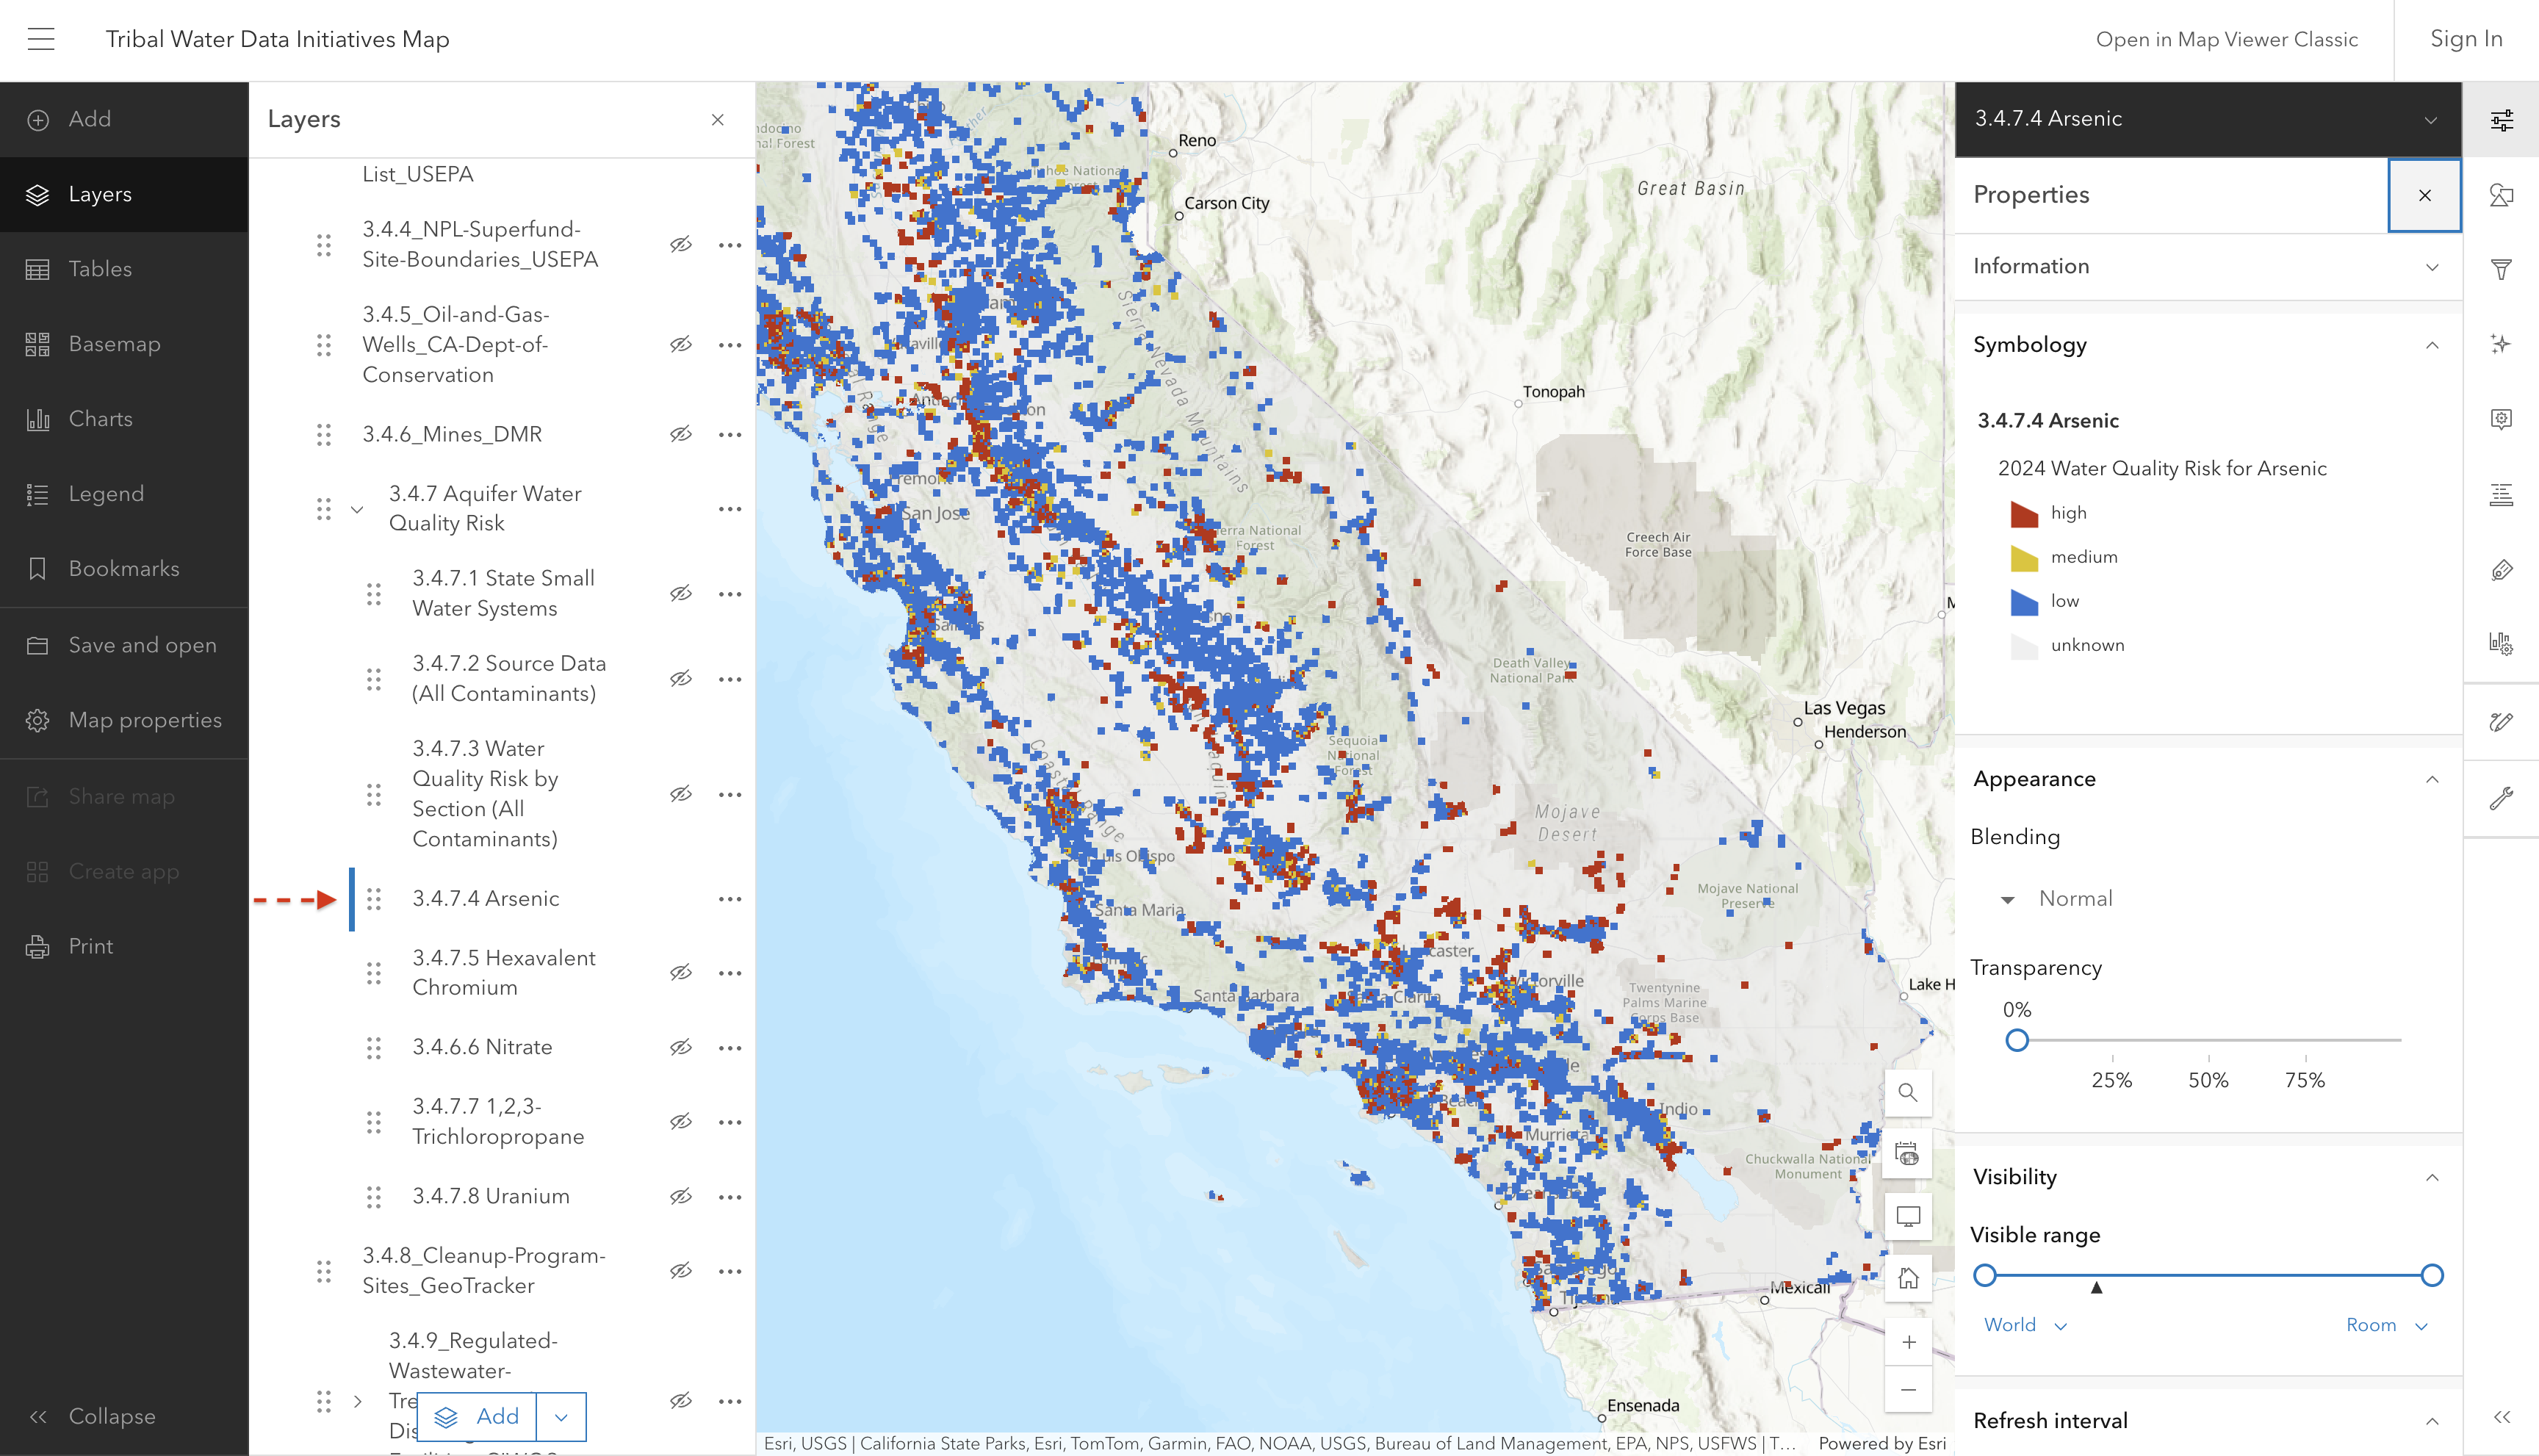 Tribal Water Data Initiatives Map
Open in Map Viewer Classic
Sign In
Add
Layers
Tables
Basemap
Charts
Legend
Bookmarks
Save and open
Map properties
Share map
Create app
Print
Collapse
Layers
List_USEPA
3.4.4_NPL-Superfund-
Site-Boundaries_USEPA
3.4.5_Oil-and-Gas-
Wells_CA-Dept-of-
Conservation
3.4.6_Mines_DMR
3.4.7 Aquifer Water
Quality Risk
3.4.7.1 State Small
Water Systems
3.4.7.2 Source Data
(All Contaminants)
3.4.7.3 Water
Quality Risk by
Section (All
Contaminants)
3.4.7.4 Arsenic
3.4.7.5 Hexavalent
Chromium
3.4.6.6 Nitrate
3.4.7.7 1,2,3-
Trichloropropane
3.4.7.8 Uranium
3.4.8_Cleanup-Program-
Sites_GeoTracker
3.4.9_Regulated-
Wastewater-
Add
Reno
Carson City
Great Basin
Sierra Nevada Mountains
Tonopah
San Jose
Forest
Creech Air
Force Base
Death Valley
National Park
Las Vegas
Henderson
Sequoia
National
Forest
Mojave
Desert
Coastal Range
Mojave National
Preserve
Santa Maria
Santa Barbara
Twentynine
Palms Marine
Corps Base
Lake H
Indio
Murrieta
Chuckwalla National
Monument
Mexicali
Ensenada
Esri, USGS | California State Parks, Esri, TomTom, Garmin, FAO, NOAA, USGS, Bureau of Land Management, EPA, NPS, USFWS | T...
Powered by Esri
3.4.7.4 Arsenic
Properties
Information
Symbology
3.4.7.4 Arsenic
2024 Water Quality Risk for Arsenic
high
medium
low
unknown
Appearance
Blending
Normal
Transparency
0%
25% 50% 75%
Visibility
Visible range
World
Room
Refresh interval